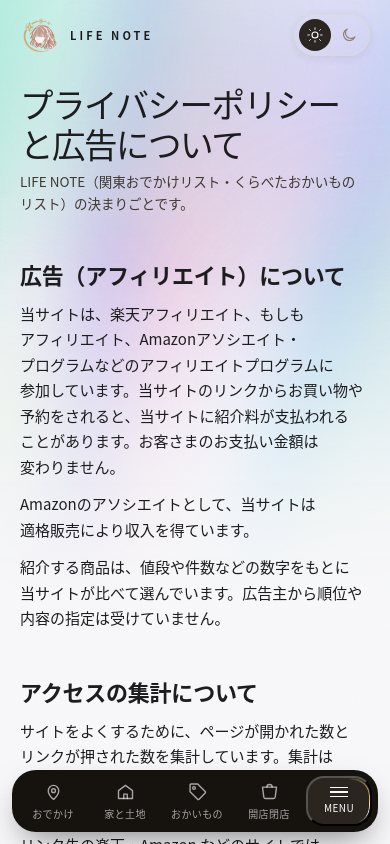 LIFE NOTE
プライバシーポリシー
と広告について
LIFE NOTE（関東おでかけリスト・くらべたおかいもの
リスト）の決まりごとです。
広告（アフィリエイト）について
当サイトは、楽天アフィリエイト、もしも
アフィリエイト、Amazonアソシエイト・
プログラムなどのアフィリエイトプログラムに
参加しています。当サイトのリンクからお買い物や
予約をされると、当サイトに紹介料が支払われる
ことがあります。お客さまのお支払い金額は
変わりません。
Amazonのアソシエイトとして、当サイトは
適格販売により収入を得ています。
紹介する商品は、値段や件数などの数字をもとに
当サイトが比べて選んでいます。広告主から順位や
内容の指定は受けていません。
アクセスの集計について
サイトをよくするために、ページが開かれた数と
リンクが押された数を集計しています。集計は
おでかけ
家と土地
おかいもの
開店閉店
MENU